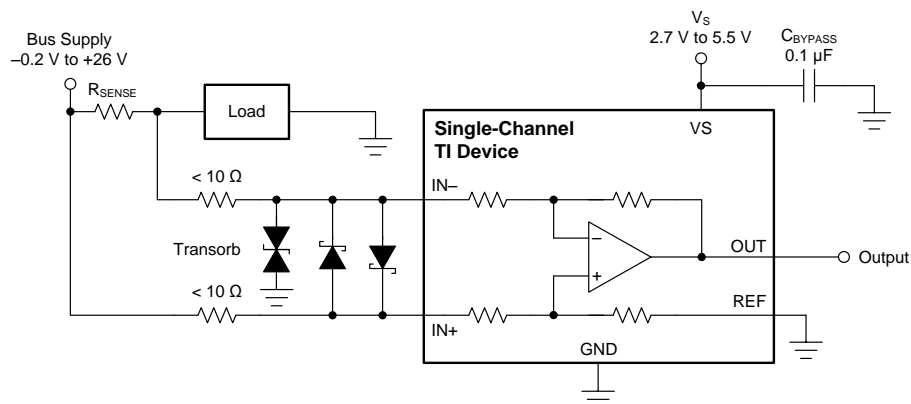 Bus Supply
–0.2 V to +26 V
RSENSE
Load
VS
2.7 V to 5.5 V
CBYPASS
0.1 µF
VS
Single-Channel
TI Device
< 10 Ω
IN–
Transorb
–
+
OUT
Output
< 10 Ω
REF
IN+
GND